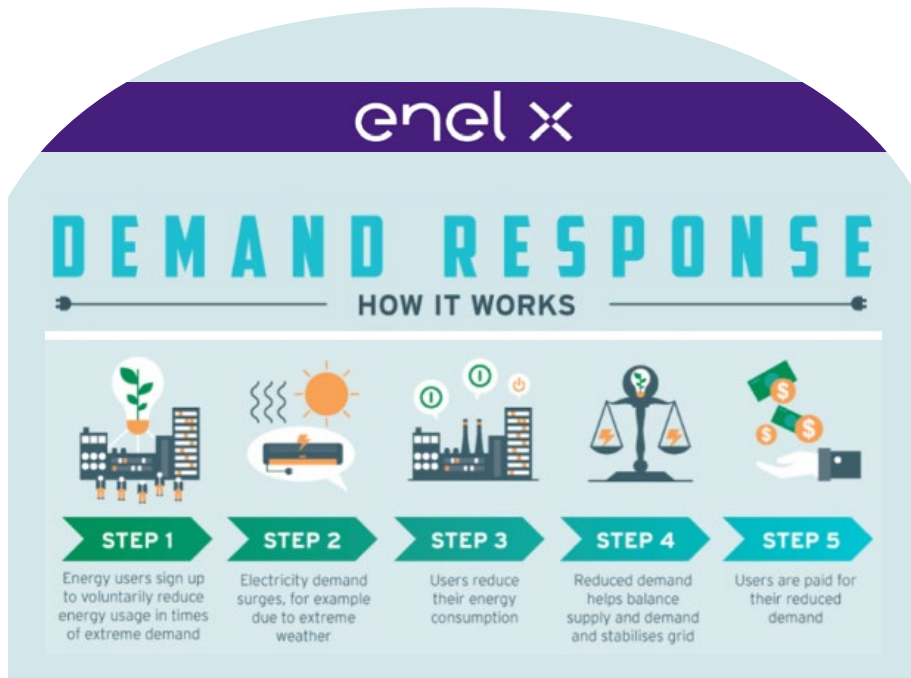 enel x
DEMAND RESPONSE
HOW IT WORKS
STEP 1
Energy users sign up
to voluntarily reduce
energy usage in times
of extreme demand
STEP 2
Electricity demand
surges, for example
due to extreme
weather
STEP 3
Users reduce
their energy
consumption
STEP 4
Reduced demand
helps balance
supply and demand
and stabilises grid
STEP 5
Users are paid for
their reduced
demand